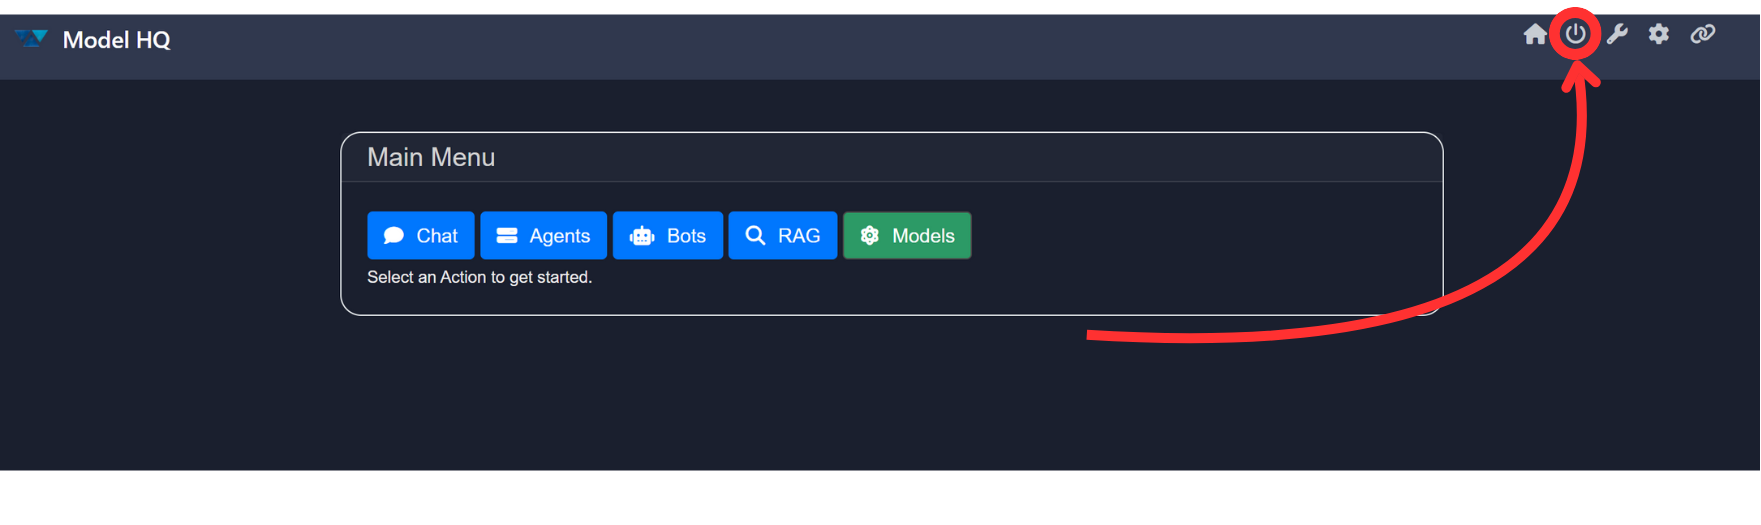 Model HQ
Main Menu
Chat Agents Bots RAG Models
Select an Action to get started.